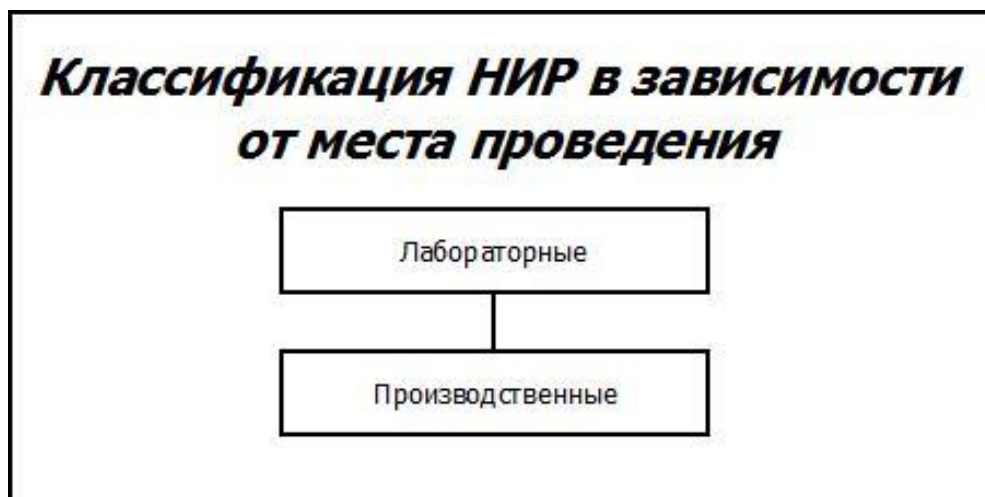 Классификация НИР в зависимости
от места проведения
Лабораторные
Производственные